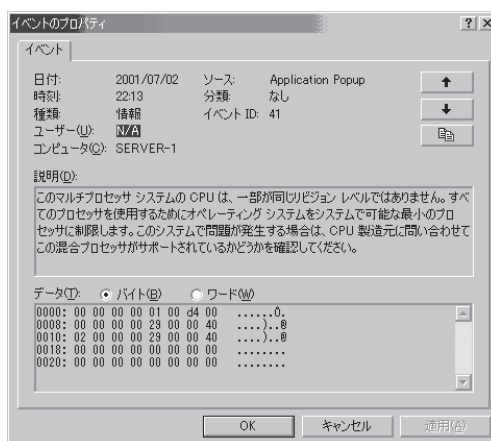 イベントのプロパティ
イベント
日付: 2001/07/02 ソース: Application Popup
時刻: 22:13 分類: なし
種類: 情報 イベント ID: 41
ユーザー(U): N/A
コンピュータ(C): SERVER-1
説明(D):
このマルチプロセッサ システムの CPU は、一部が同じリビジョン レベルではありません。すべ
てのプロセッサを使用するためにオペレーティング システムをシステムで可能な最小のプロ
セッサに制限します。このシステムで問題が発生する場合は、CPU 製造元に問い合わせて
この混合プロセッサがサポートされているかどうかを確認してください。
データ(T): バイト(B) ワード(W)
0000: 00 00 00 00 01 00 d4 00 ......Ô.
0008: 00 00 00 00 29 00 00 40 ....)..@
0010: 02 00 00 00 29 00 00 40 ....)..@
0018: 00 00 00 00 00 00 00 00 ........
0020: 00 00 00 00 00 00 00 00 ........
OK キャンセル 適用(A)